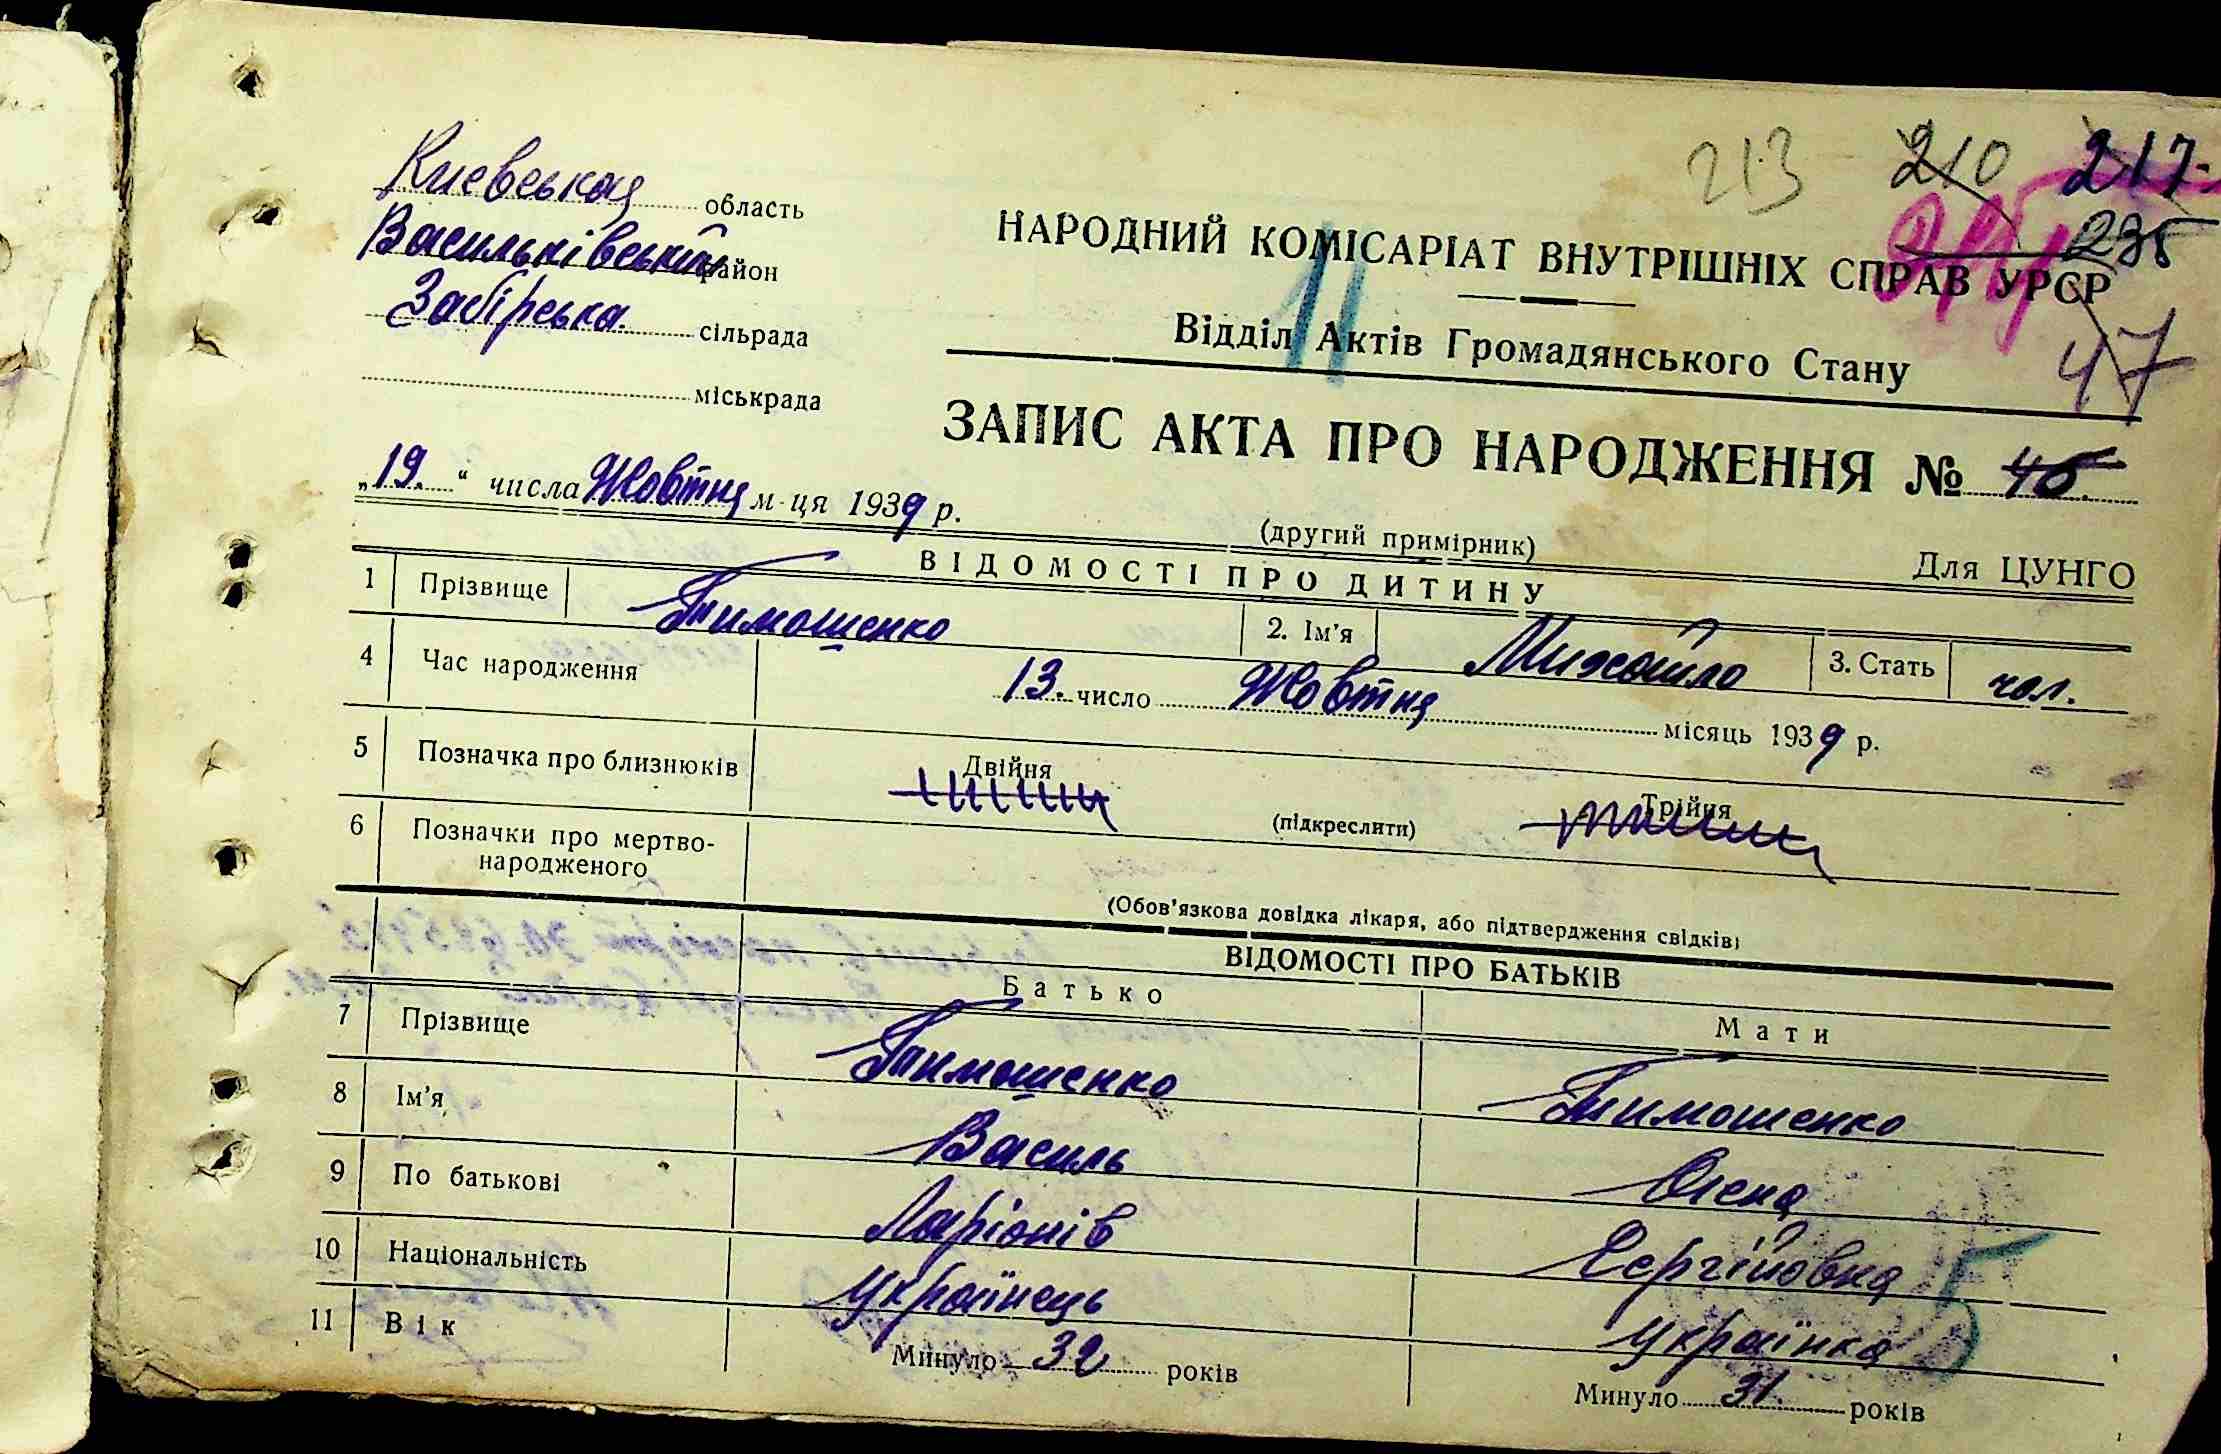 213 210 217
235
47
11
Киевськая область
Васильківський район
Забірська сільрада
міськрада
НАРОДНИЙ КОМІСАРІАТ ВНУТРІШНІХ СПРАВ УРСР
Відділ Актів Громадянського Стану
ЗАПИС АКТА ПРО НАРОДЖЕННЯ № 45
„19.“ числа Жовтня м-ця 1939 р.
(другий примірник)
Для ЦУНГО
ВІДОМОСТІ ПРО ДИТИНУ
1 Прізвище Тимошенко 2. Ім’я Михайло 3. Стать чол.
4 Час народження 13. число Жовтня місяць 1939 р.
5 Позначка про близнюків Двійня (підкреслити) Трійня
6 Позначки про мертво-
народженого
(Обов’язкова довідка лікаря, або підтвердження свідків)
ВІДОМОСТІ ПРО БАТЬКІВ
Батько Мати
7 Прізвище Тимошенко Тимошенко
8 Ім’я Василь Олена
9 По батькові Ларіонів Сергійовна
10 Національність Українець Українка
11 Вік Минуло 32 років Минуло 31. років
5